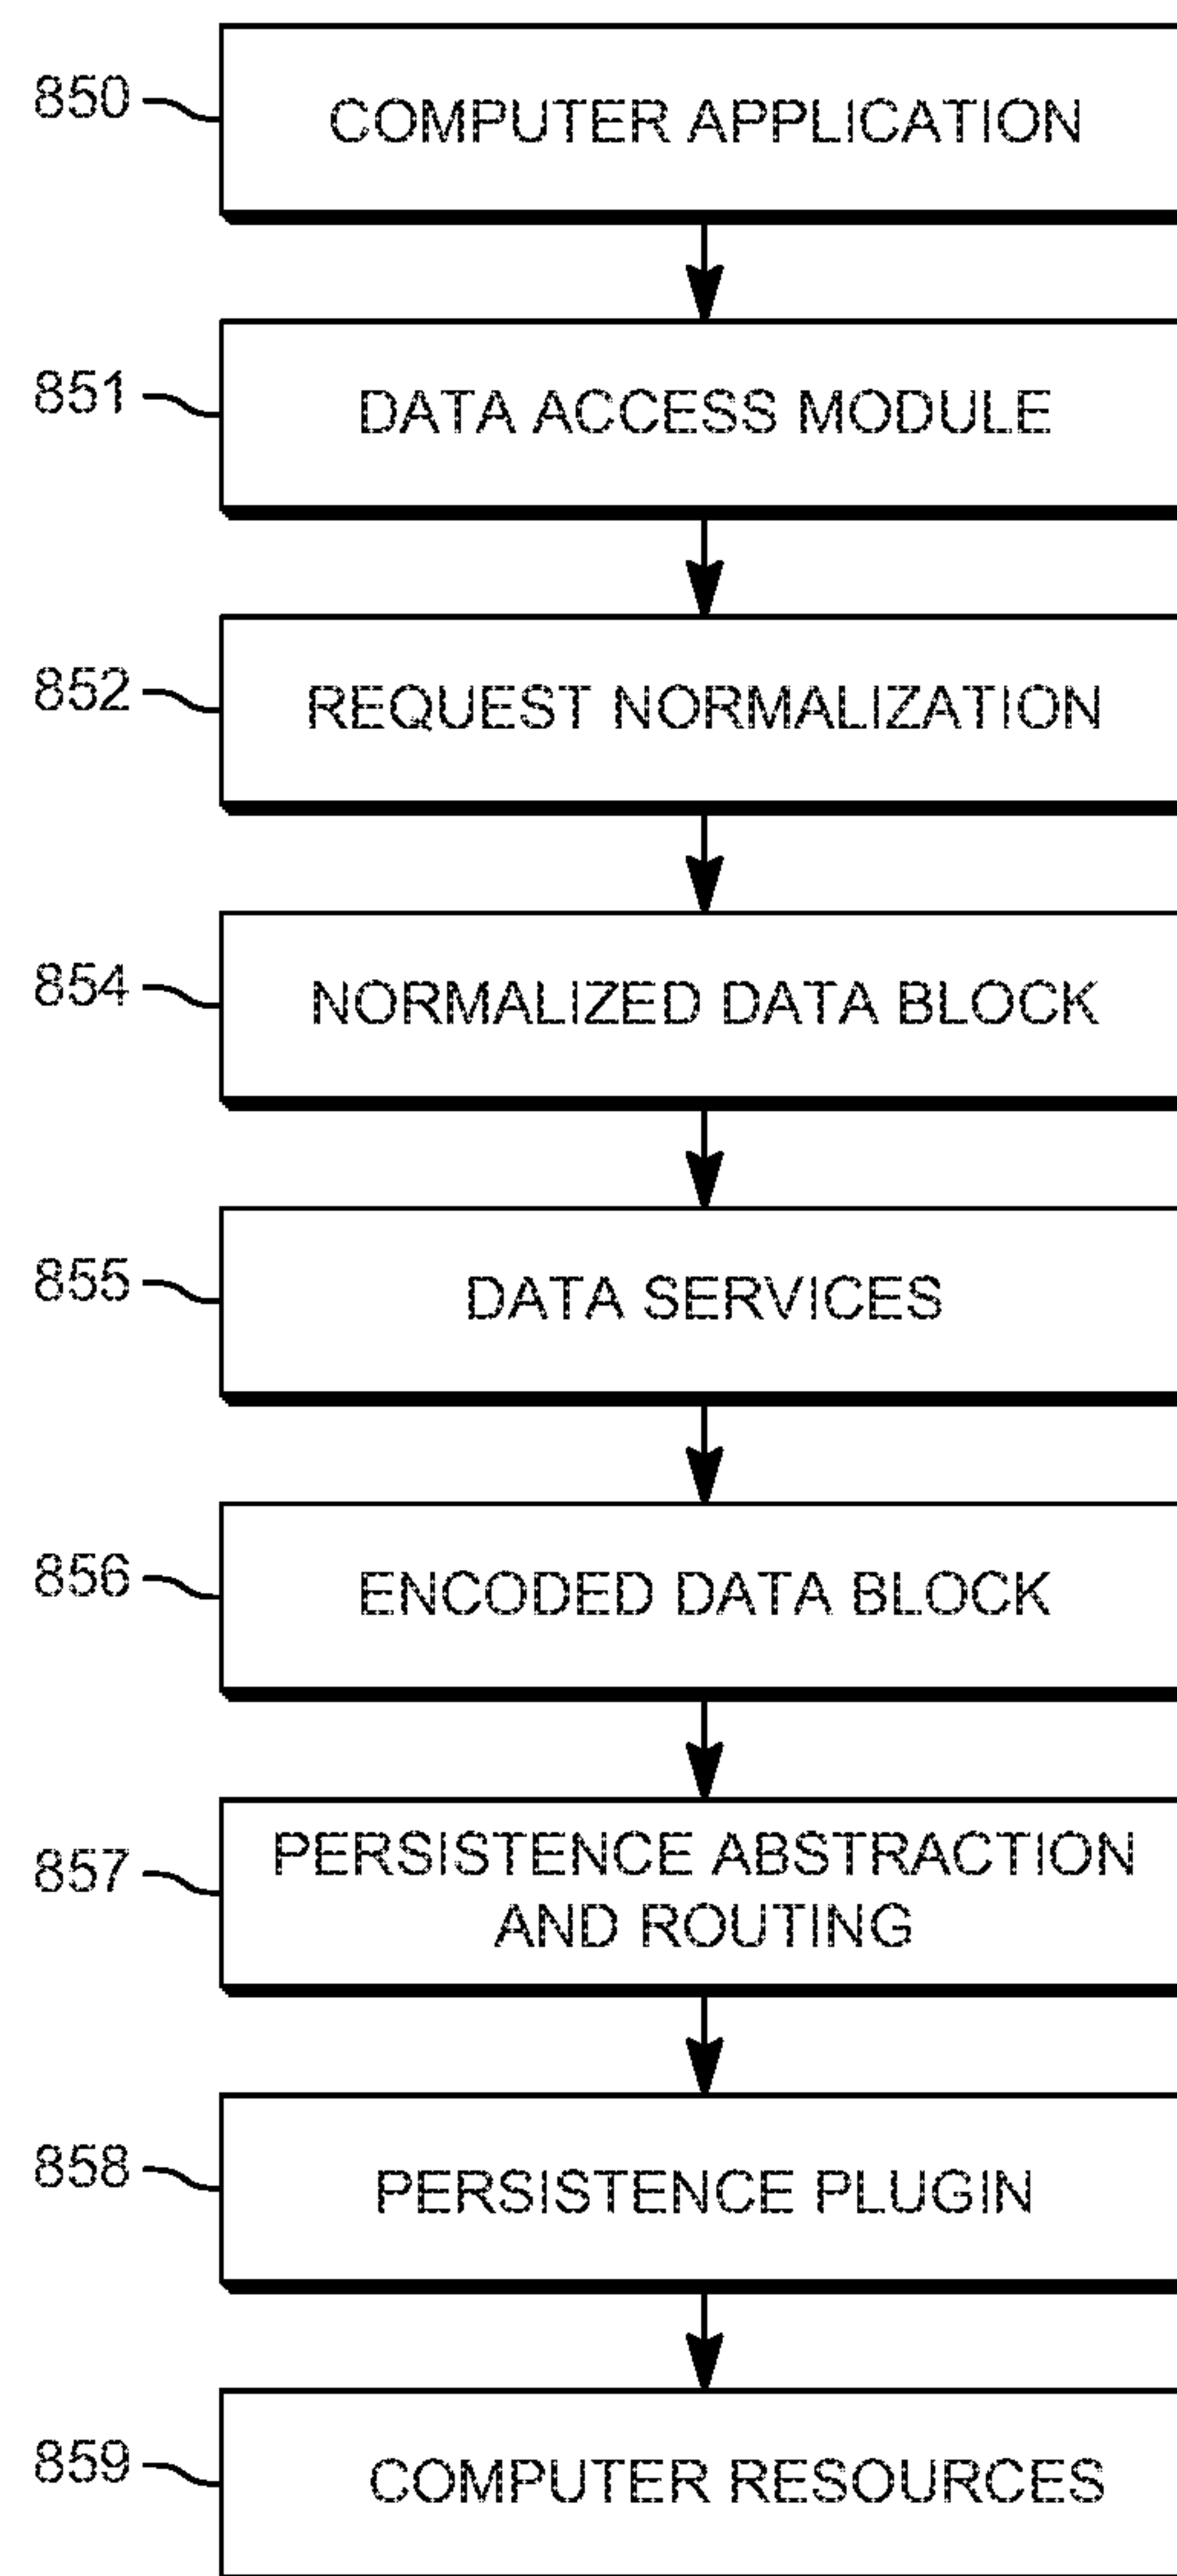 850 COMPUTER APPLICATION
851 DATA ACCESS MODULE
852 REQUEST NORMALIZATION
854 NORMALIZED DATA BLOCK
855 DATA SERVICES
856 ENCODED DATA BLOCK
857 PERSISTENCE ABSTRACTION
AND ROUTING
858 PERSISTENCE PLUGIN
859 COMPUTER RESOURCES